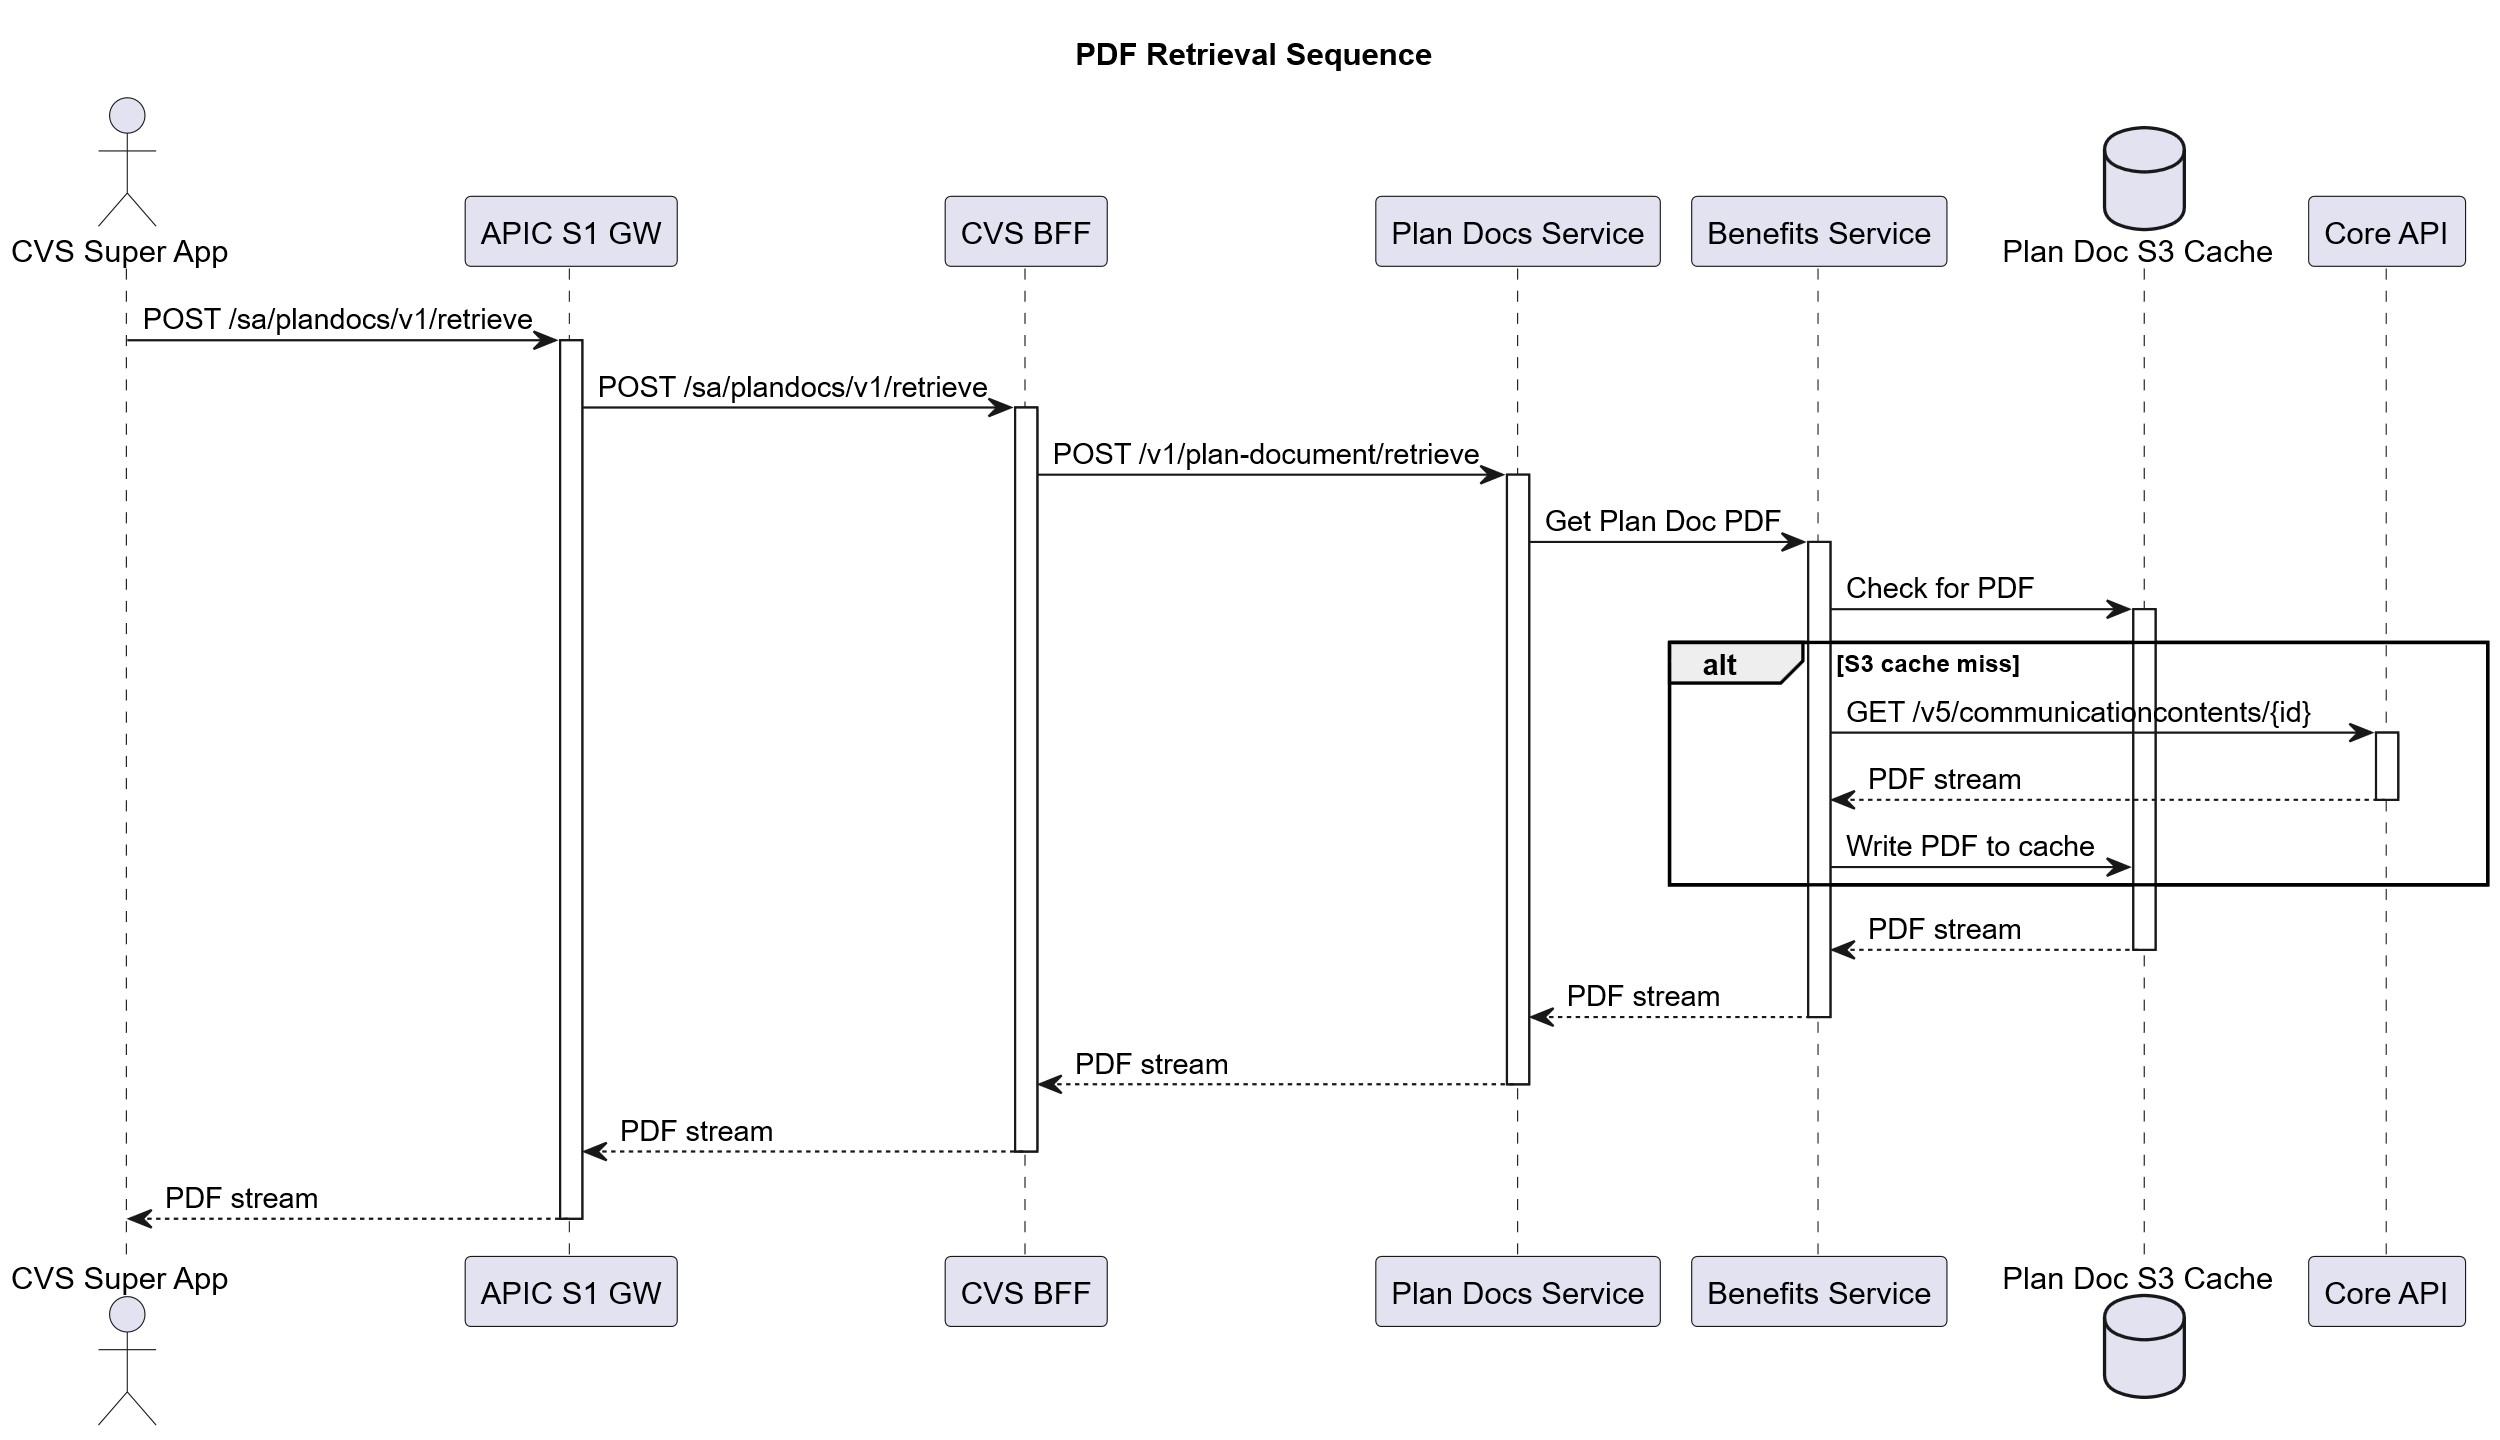 PDF Retrieval Sequence
CVS Super App
APIC S1 GW
CVS BFF
Plan Docs Service
Benefits Service
Plan Doc S3 Cache
Core API
POST /sa/plandocs/v1/retrieve
POST /sa/plandocs/v1/retrieve
POST /v1/plan-document/retrieve
Get Plan Doc PDF
Check for PDF
alt
[S3 cache miss]
GET /v5/communicationcontents/{id}
PDF stream
Write PDF to cache
PDF stream
PDF stream
PDF stream
PDF stream
PDF stream
CVS Super App
APIC S1 GW
CVS BFF
Plan Docs Service
Benefits Service
Plan Doc S3 Cache
Core API